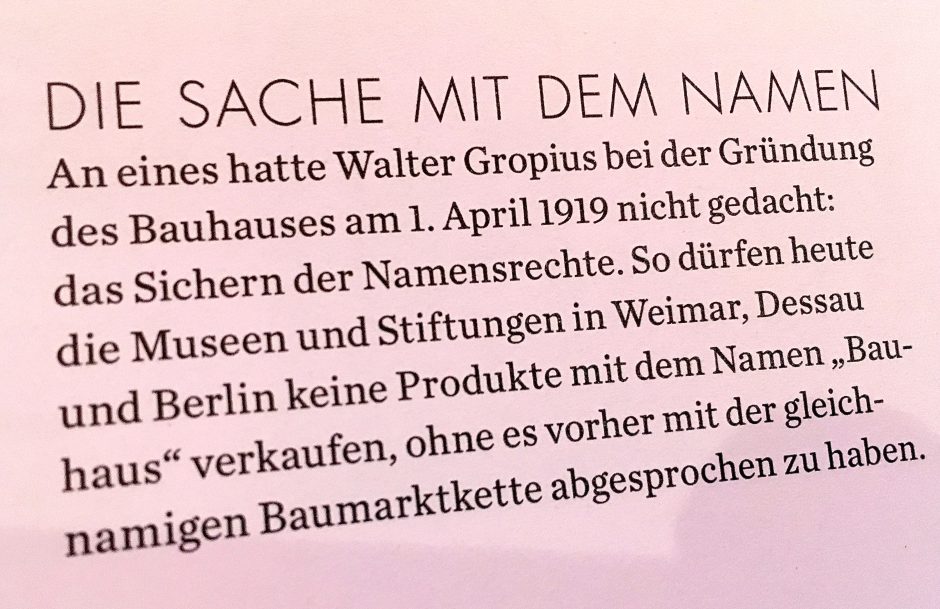 DIE SACHE MIT DEM NAMEN
An eines hatte Walter Gropius bei der Gründung
des Bauhauses am 1. April 1919 nicht gedacht:
das Sichern der Namensrechte. So dürfen heute
die Museen und Stiftungen in Weimar, Dessau
und Berlin keine Produkte mit dem Namen „Bau-
haus“ verkaufen, ohne es vorher mit der gleich-
namigen Baumarktkette abgesprochen zu haben.